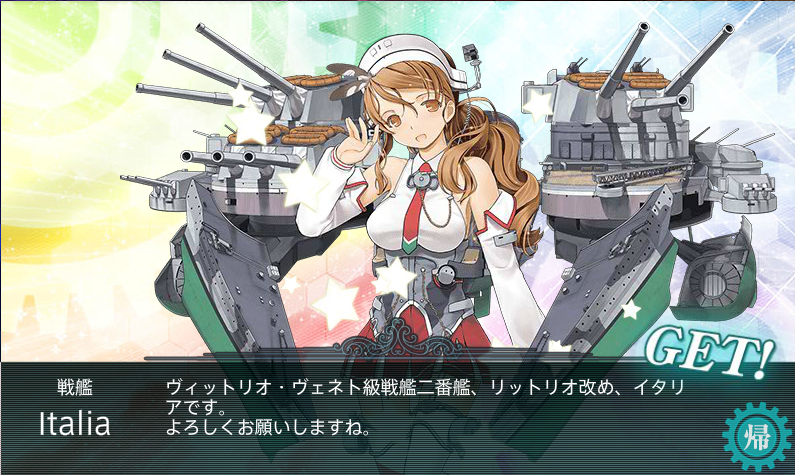 GET!
戦艦
Italia
ヴィットリオ・ヴェネト級戦艦二番艦、リットリオ改め、イタリ
アです。
よろしくお願いしますね。
帰